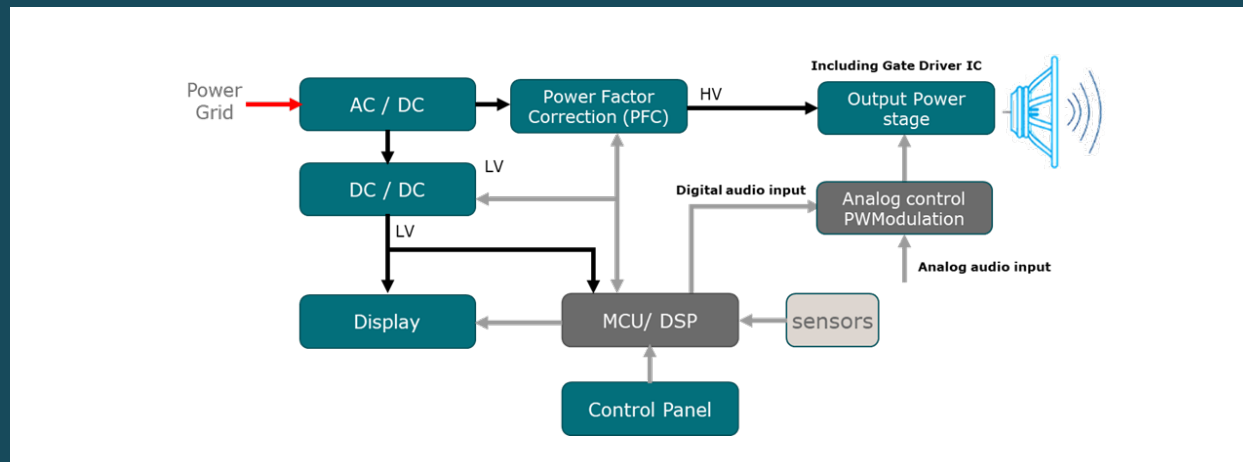 Including Gate Driver IC
Power
Grid
AC / DC
Power Factor
Correction (PFC)
HV
Output Power
stage
LV
DC / DC
Digital audio input
Analog control
PWModulation
LV
Analog audio input
Display
MCU/ DSP
sensors
Control Panel